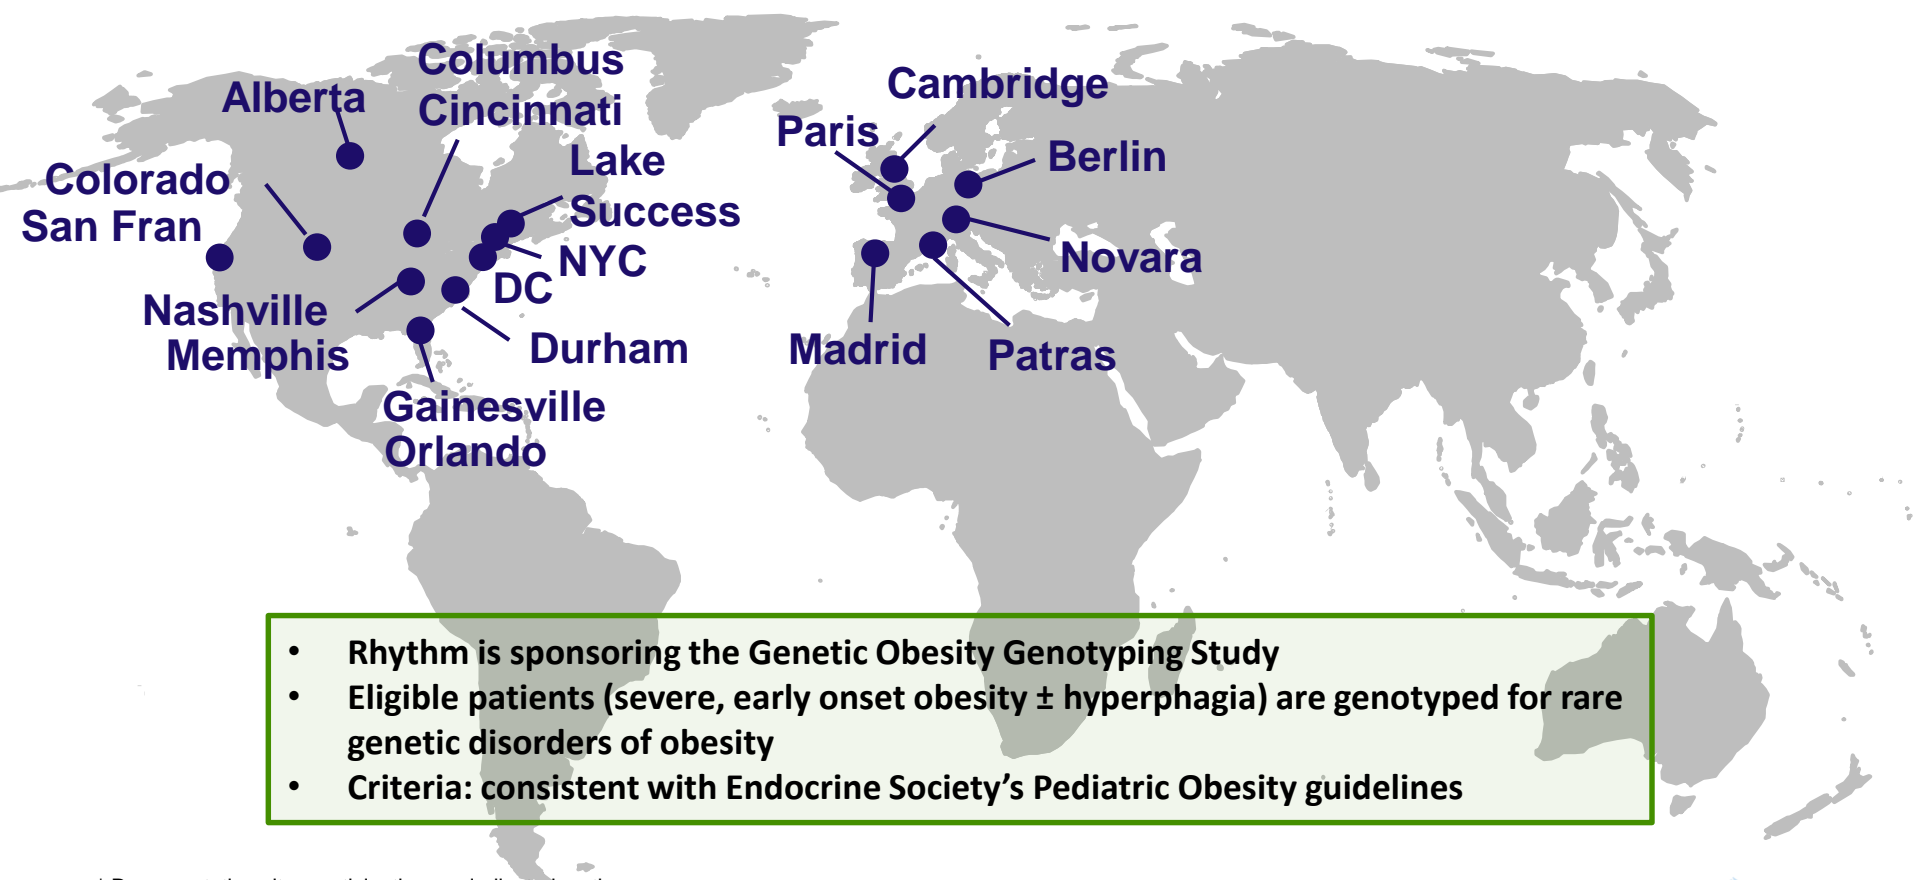 Columbus
Cincinnati
Alberta
Lake
Success
Colorado
San Fran
NYC
DC
Nashville
Memphis
Durham
Gainesville
Orlando
Cambridge
Paris
Berlin
Novara
Madrid
Patras
• Rhythm is sponsoring the Genetic Obesity Genotyping Study
• Eligible patients (severe, early onset obesity ± hyperphagia) are genotyped for rare
genetic disorders of obesity
• Criteria: consistent with Endocrine Society’s Pediatric Obesity guidelines